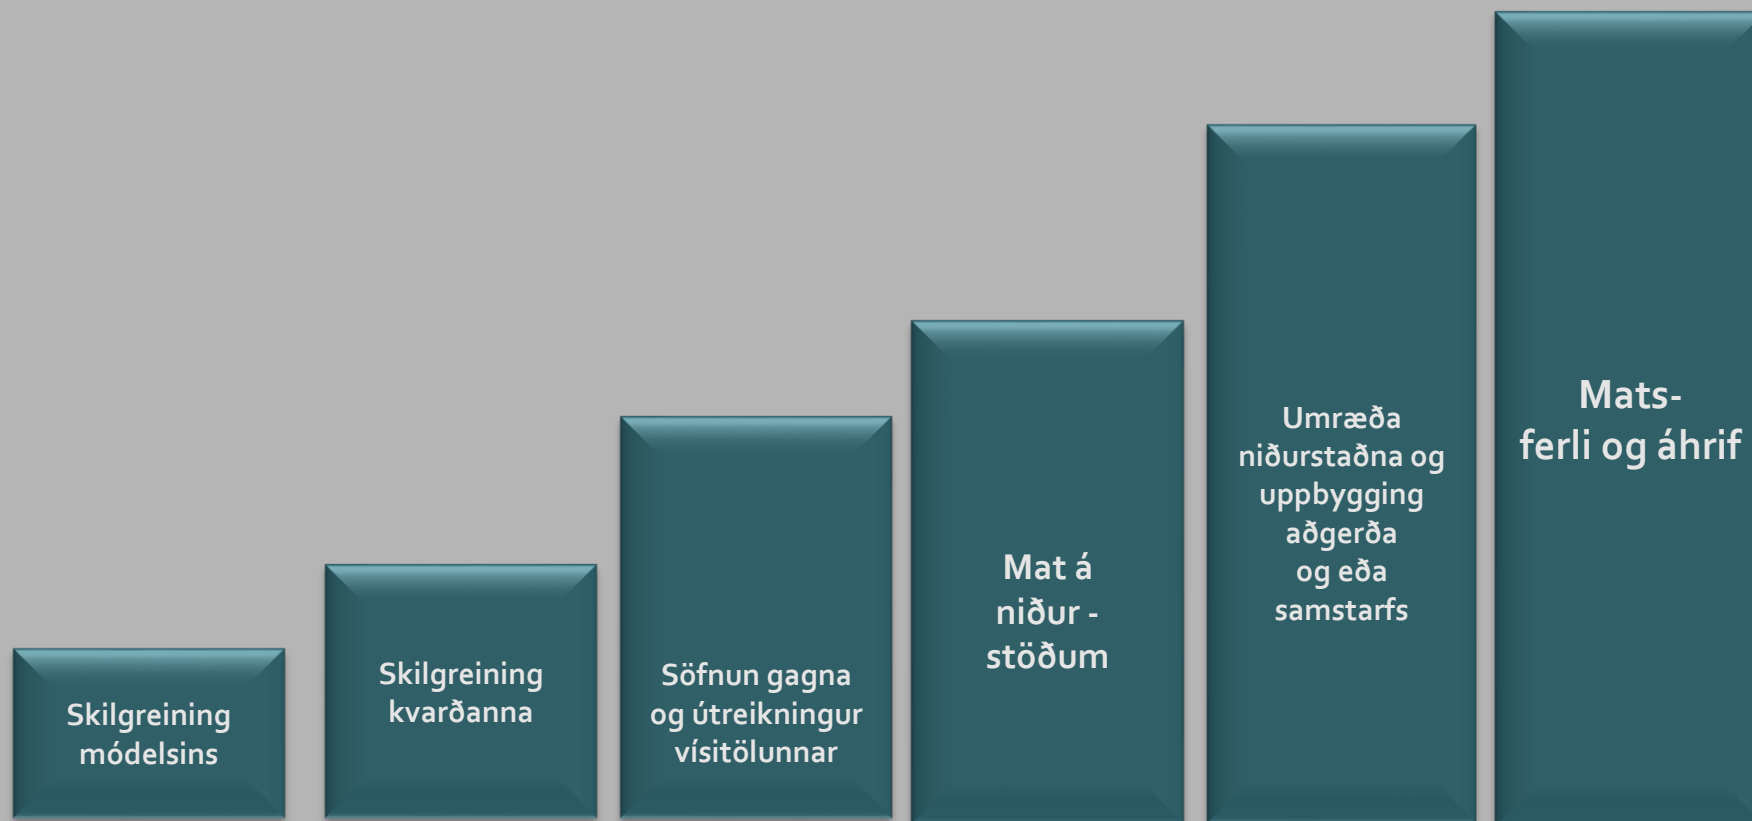 Skilgreining
módelsins
Skilgreining
kvarðanna
Söfnun gagna
og útreikningur
vísitölunnar
Mat á
niður -
stöðum
Umræða
niðurstaðna og
uppbygging
aðgerða
og eða
samstarfs
Mats-
ferli og áhrif